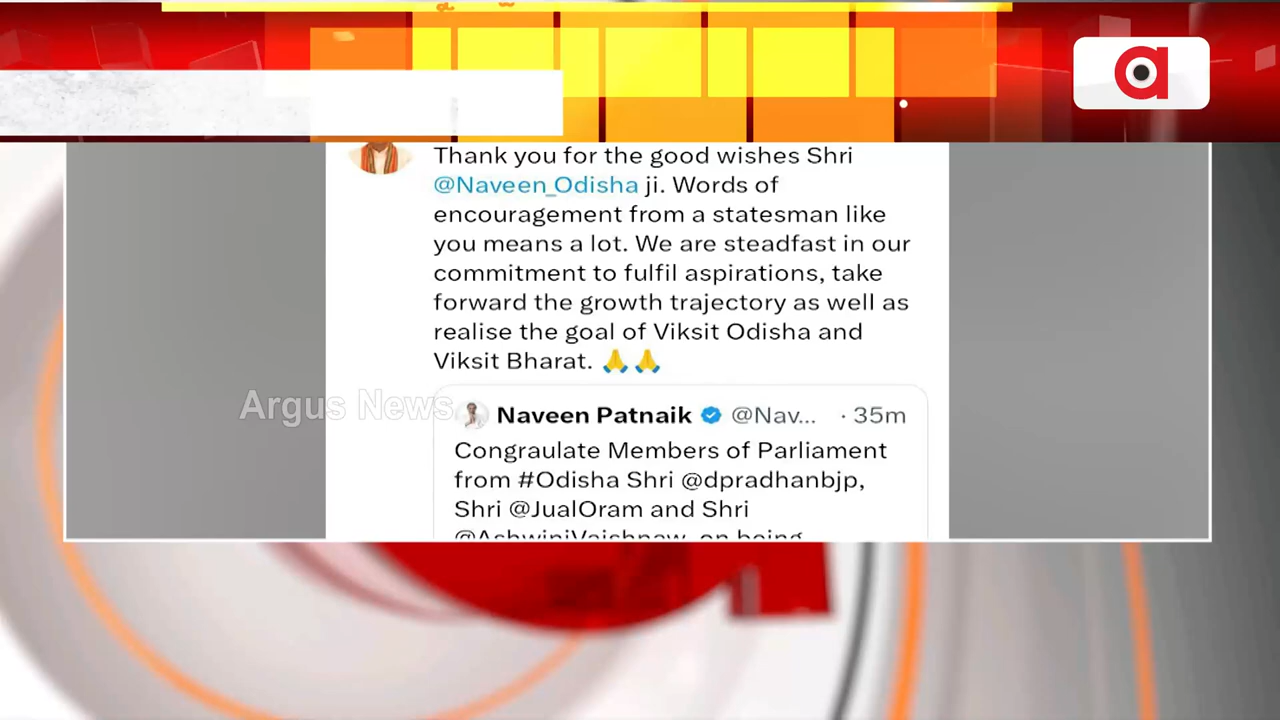 Thank you for the good wishes Shri
@Naveen_Odisha ji. Words of
encouragement from a statesman like
you means a lot. We are steadfast in our
commitment to fulfil aspirations, take
forward the growth trajectory as well as
realise the goal of Viksit Odisha and
Viksit Bharat. 🙏🙏
Argus News
Naveen Patnaik @Nav... · 35m
Congraulate Members of Parliament
from #Odisha Shri @dpradhanbjp,
Shri @JualOram and Shri
@AshwiniVaishnaw on being